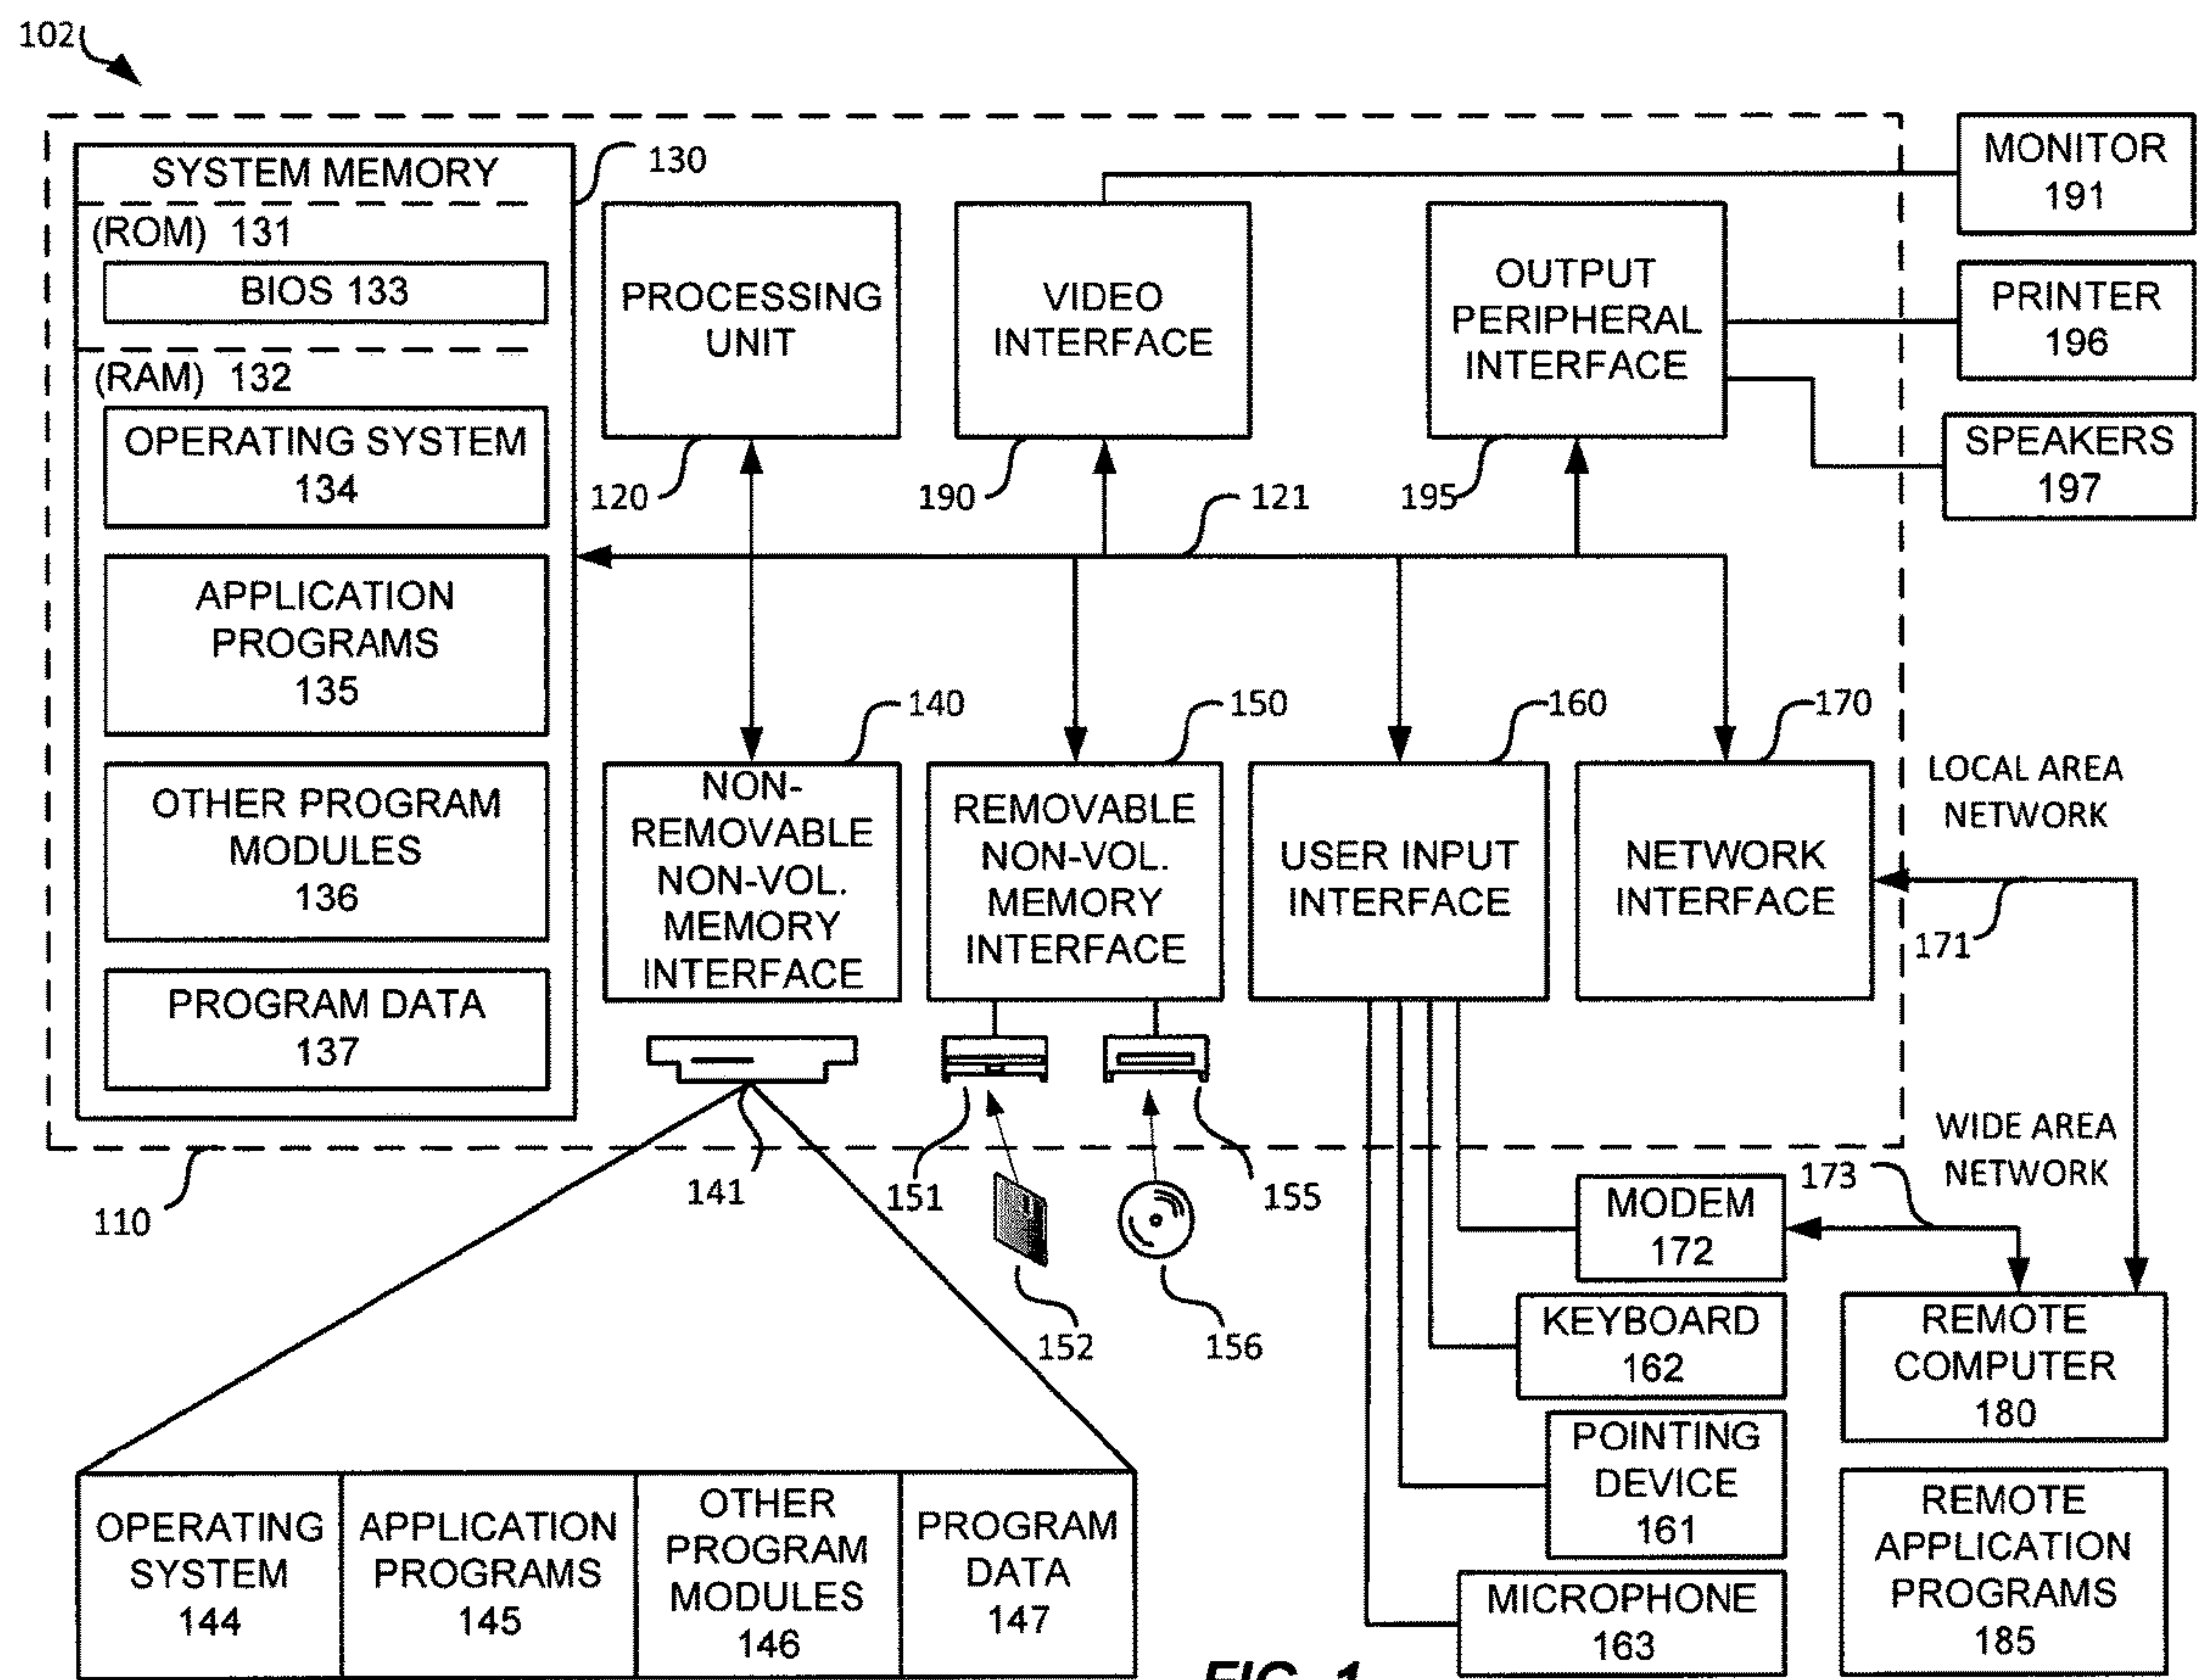 102
SYSTEM MEMORY
130
(ROM) 131
BIOS 133
(RAM) 132
OPERATING SYSTEM
134
APPLICATION
PROGRAMS
135
OTHER PROGRAM
MODULES
136
PROGRAM DATA
137
PROCESSING
UNIT
120
VIDEO
INTERFACE
190
OUTPUT
PERIPHERAL
INTERFACE
195
121
MONITOR
191
PRINTER
196
SPEAKERS
197
140
NON-
REMOVABLE
NON-VOL.
MEMORY
INTERFACE
150
REMOVABLE
NON-VOL.
MEMORY
INTERFACE
160
USER INPUT
INTERFACE
170
NETWORK
INTERFACE
LOCAL AREA
NETWORK
171
WIDE AREA
NETWORK
173
110
141
151
155
152
156
MODEM
172
KEYBOARD
162
POINTING
DEVICE
161
MICROPHONE
163
REMOTE
COMPUTER
180
REMOTE
APPLICATION
PROGRAMS
185
OPERATING
SYSTEM
144
APPLICATION
PROGRAMS
145
OTHER
PROGRAM
MODULES
146
PROGRAM
DATA
147
FIG. 1